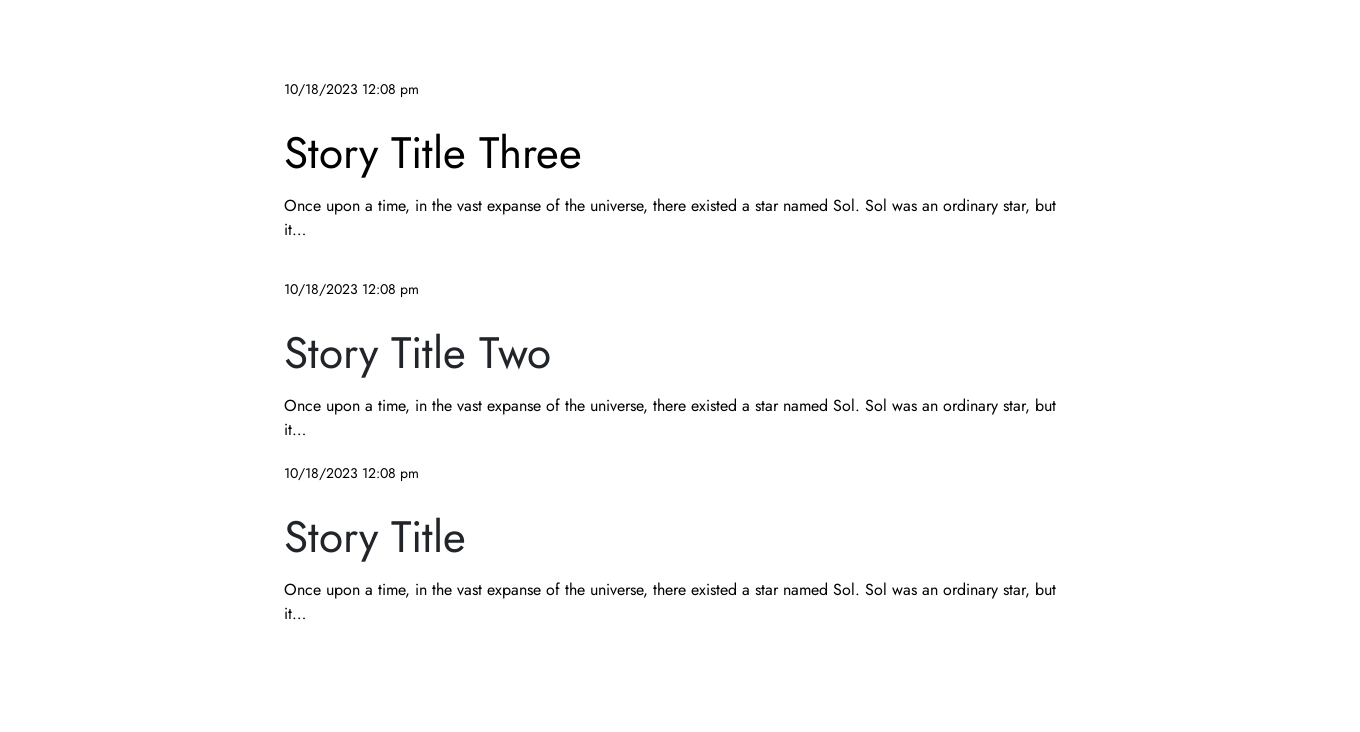 10/18/2023 12:08 pm
Story Title Three
Once upon a time, in the vast expanse of the universe, there existed a star named Sol. Sol was an ordinary star, but
it...
10/18/2023 12:08 pm
Story Title Two
Once upon a time, in the vast expanse of the universe, there existed a star named Sol. Sol was an ordinary star, but
it...
10/18/2023 12:08 pm
Story Title
Once upon a time, in the vast expanse of the universe, there existed a star named Sol. Sol was an ordinary star, but
it...